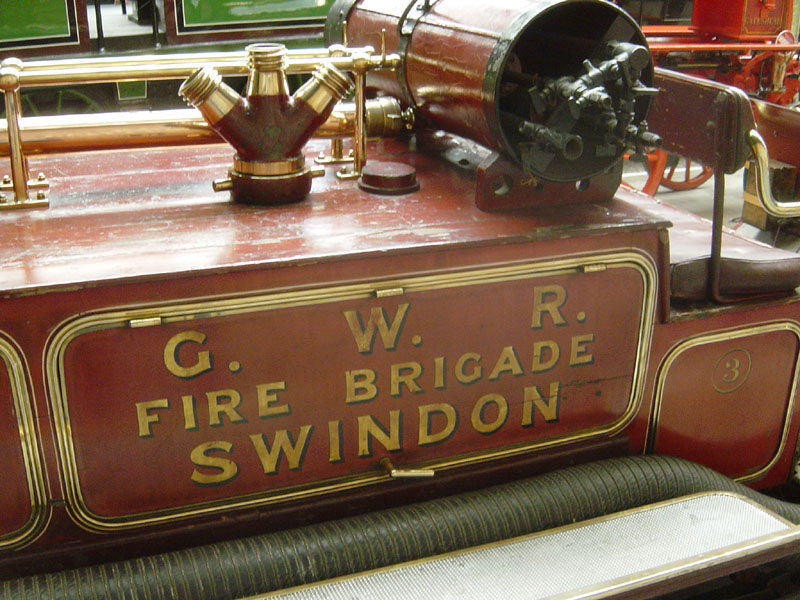 G. W. R.
FIRE BRIGADE
SWINDON
3